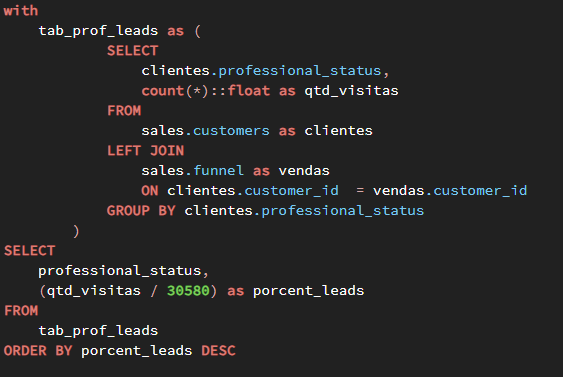 with
tab_prof_leads as (
SELECT
clientes.professional_status,
count(*)::float as qtd_visitas
FROM
sales.customers as clientes
LEFT JOIN
sales.funnel as vendas
ON clientes.customer_id  = vendas.customer_id
GROUP BY clientes.professional_status
)
SELECT
professional_status,
(qtd_visitas / 30580) as porcent_leads
FROM
tab_prof_leads
ORDER BY porcent_leads DESC